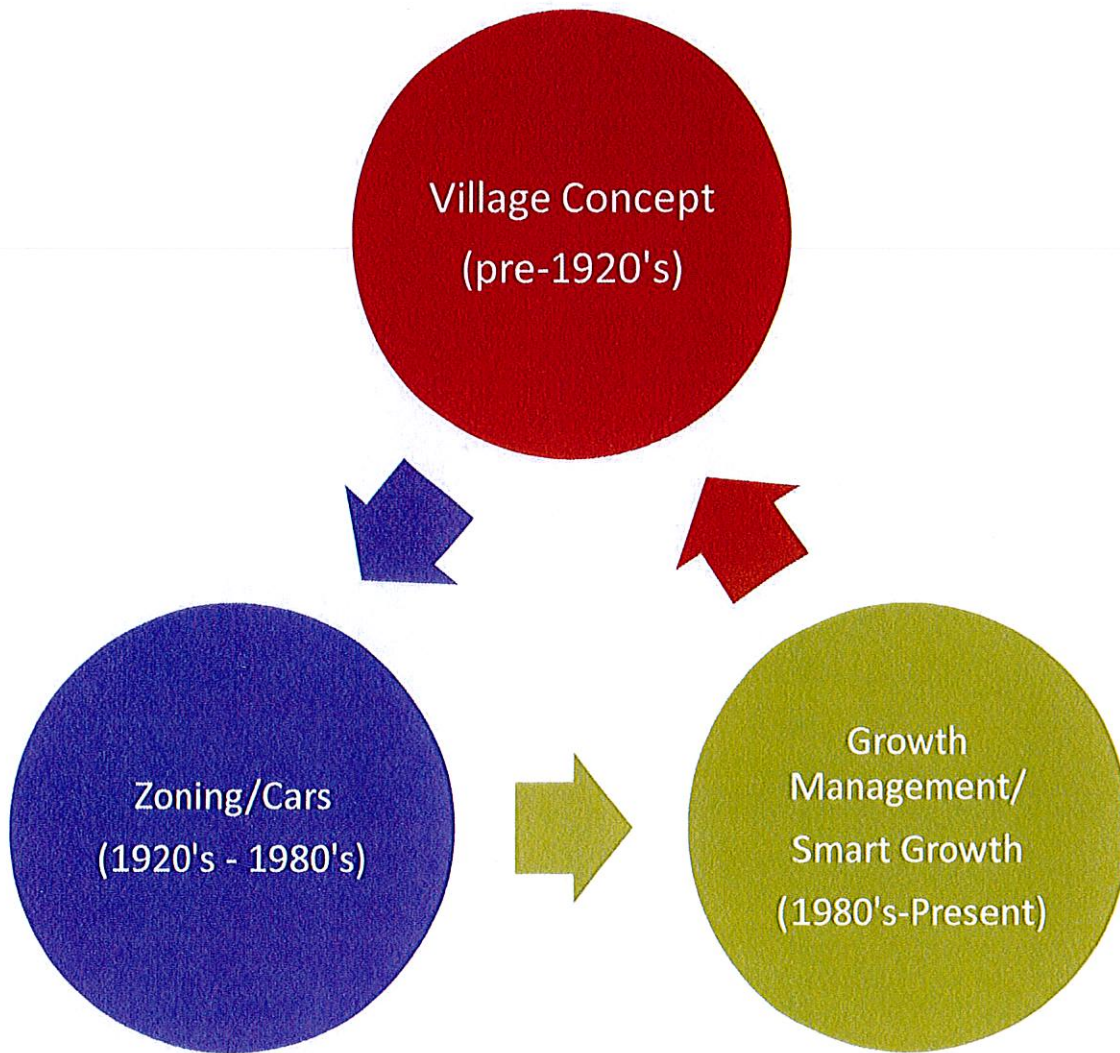 Village Concept
(pre-1920's)
Zoning/Cars
(1920's - 1980's)
Growth
Management/
Smart Growth
(1980's-Present)